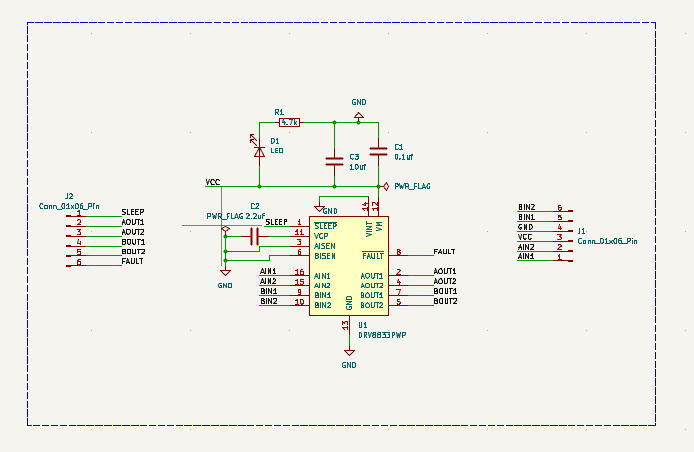 GND
R1
4.7k
D1
LED
C3
10uf
C1
0.1uf
VCC
PWR_FLAG
J2
Conn_01x06_Pin
1 SLEEP
2 AOUT1
3 AOUT2
4 BOUT1
5 BOUT2
6 FAULT
C2
PWR_FLAG 2.2uf
SLEEP
GND
14 12
1 SLEEP
11 VCP
3 AISEN
6 BISEN
VINT VM
FAULT 8 FAULT
GND
AIN1 16 AIN1
AIN2 15 AIN2
BIN1 9 BIN1
BIN2 10 BIN2
AOUT1 2 AOUT1
AOUT2 4 AOUT2
BOUT1 7 BOUT1
BOUT2 5 BOUT2
GND
13
U1
DRV8833PWP
GND
BIN2 6
BIN1 5
GND 4
VCC 3
AIN2 2
AIN1 1
J1
Conn_01x06_Pin